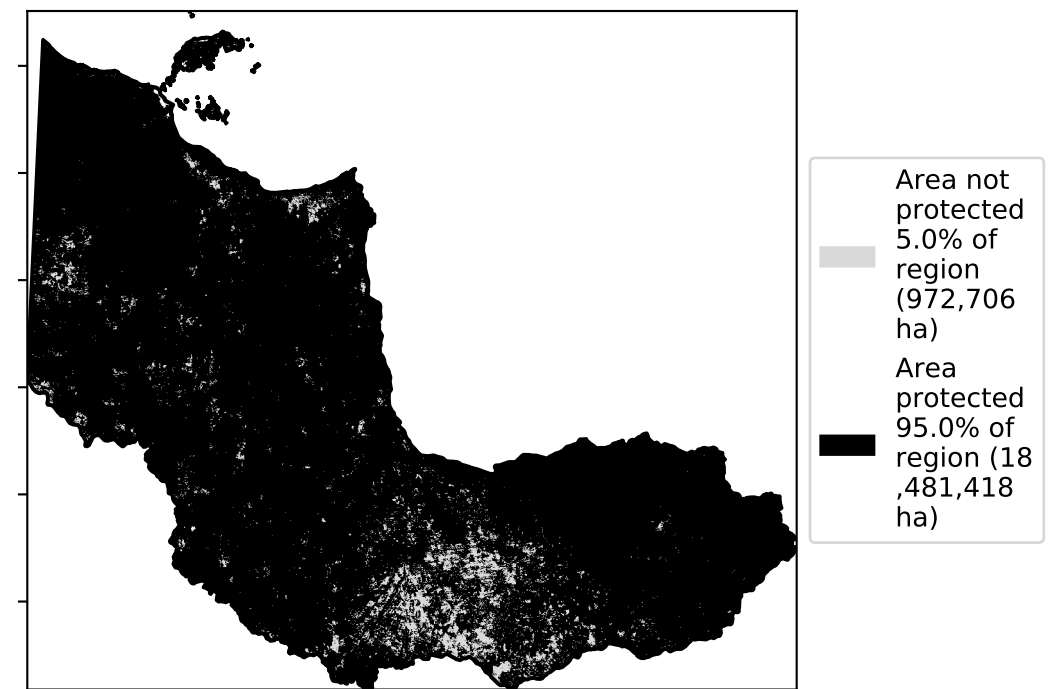 Area not
protected
5.0% of
region
(972,706
ha)
Area
protected
95.0% of
region (18
,481,418
ha)